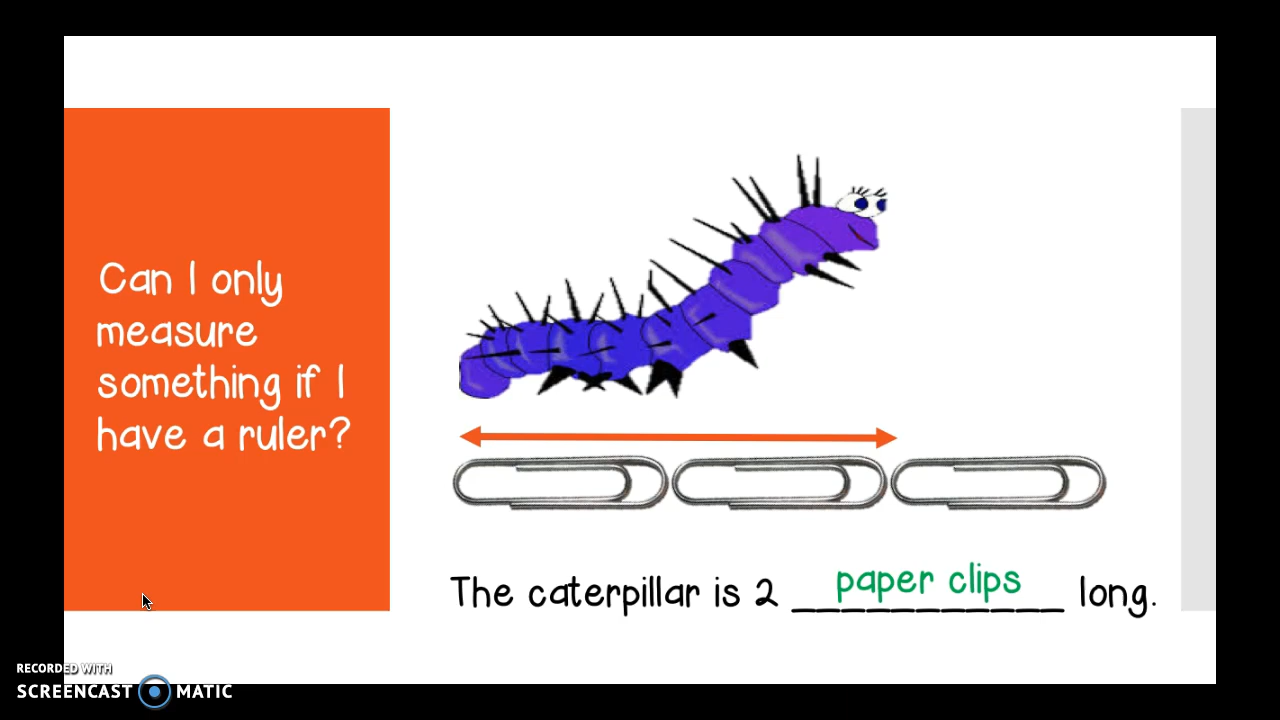 Can I only
measure
something if I
have a ruler?
The caterpillar is 2 paper clips long.
RECORDED WITH
SCREENCAST MATIC